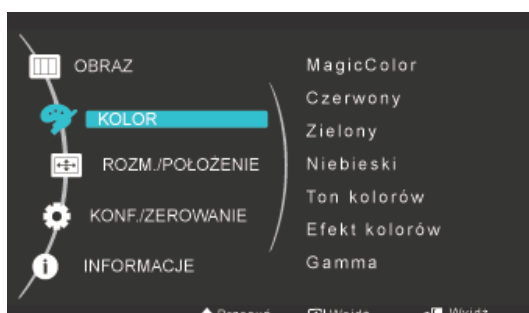 OBRAZ
KOLOR
ROZM./POŁOŻENIE
KONF./ZEROWANIE
INFORMACJE
MagicColor
Czerwony
Zielony
Niebieski
Ton kolorów
Efekt kolorów
Gamma